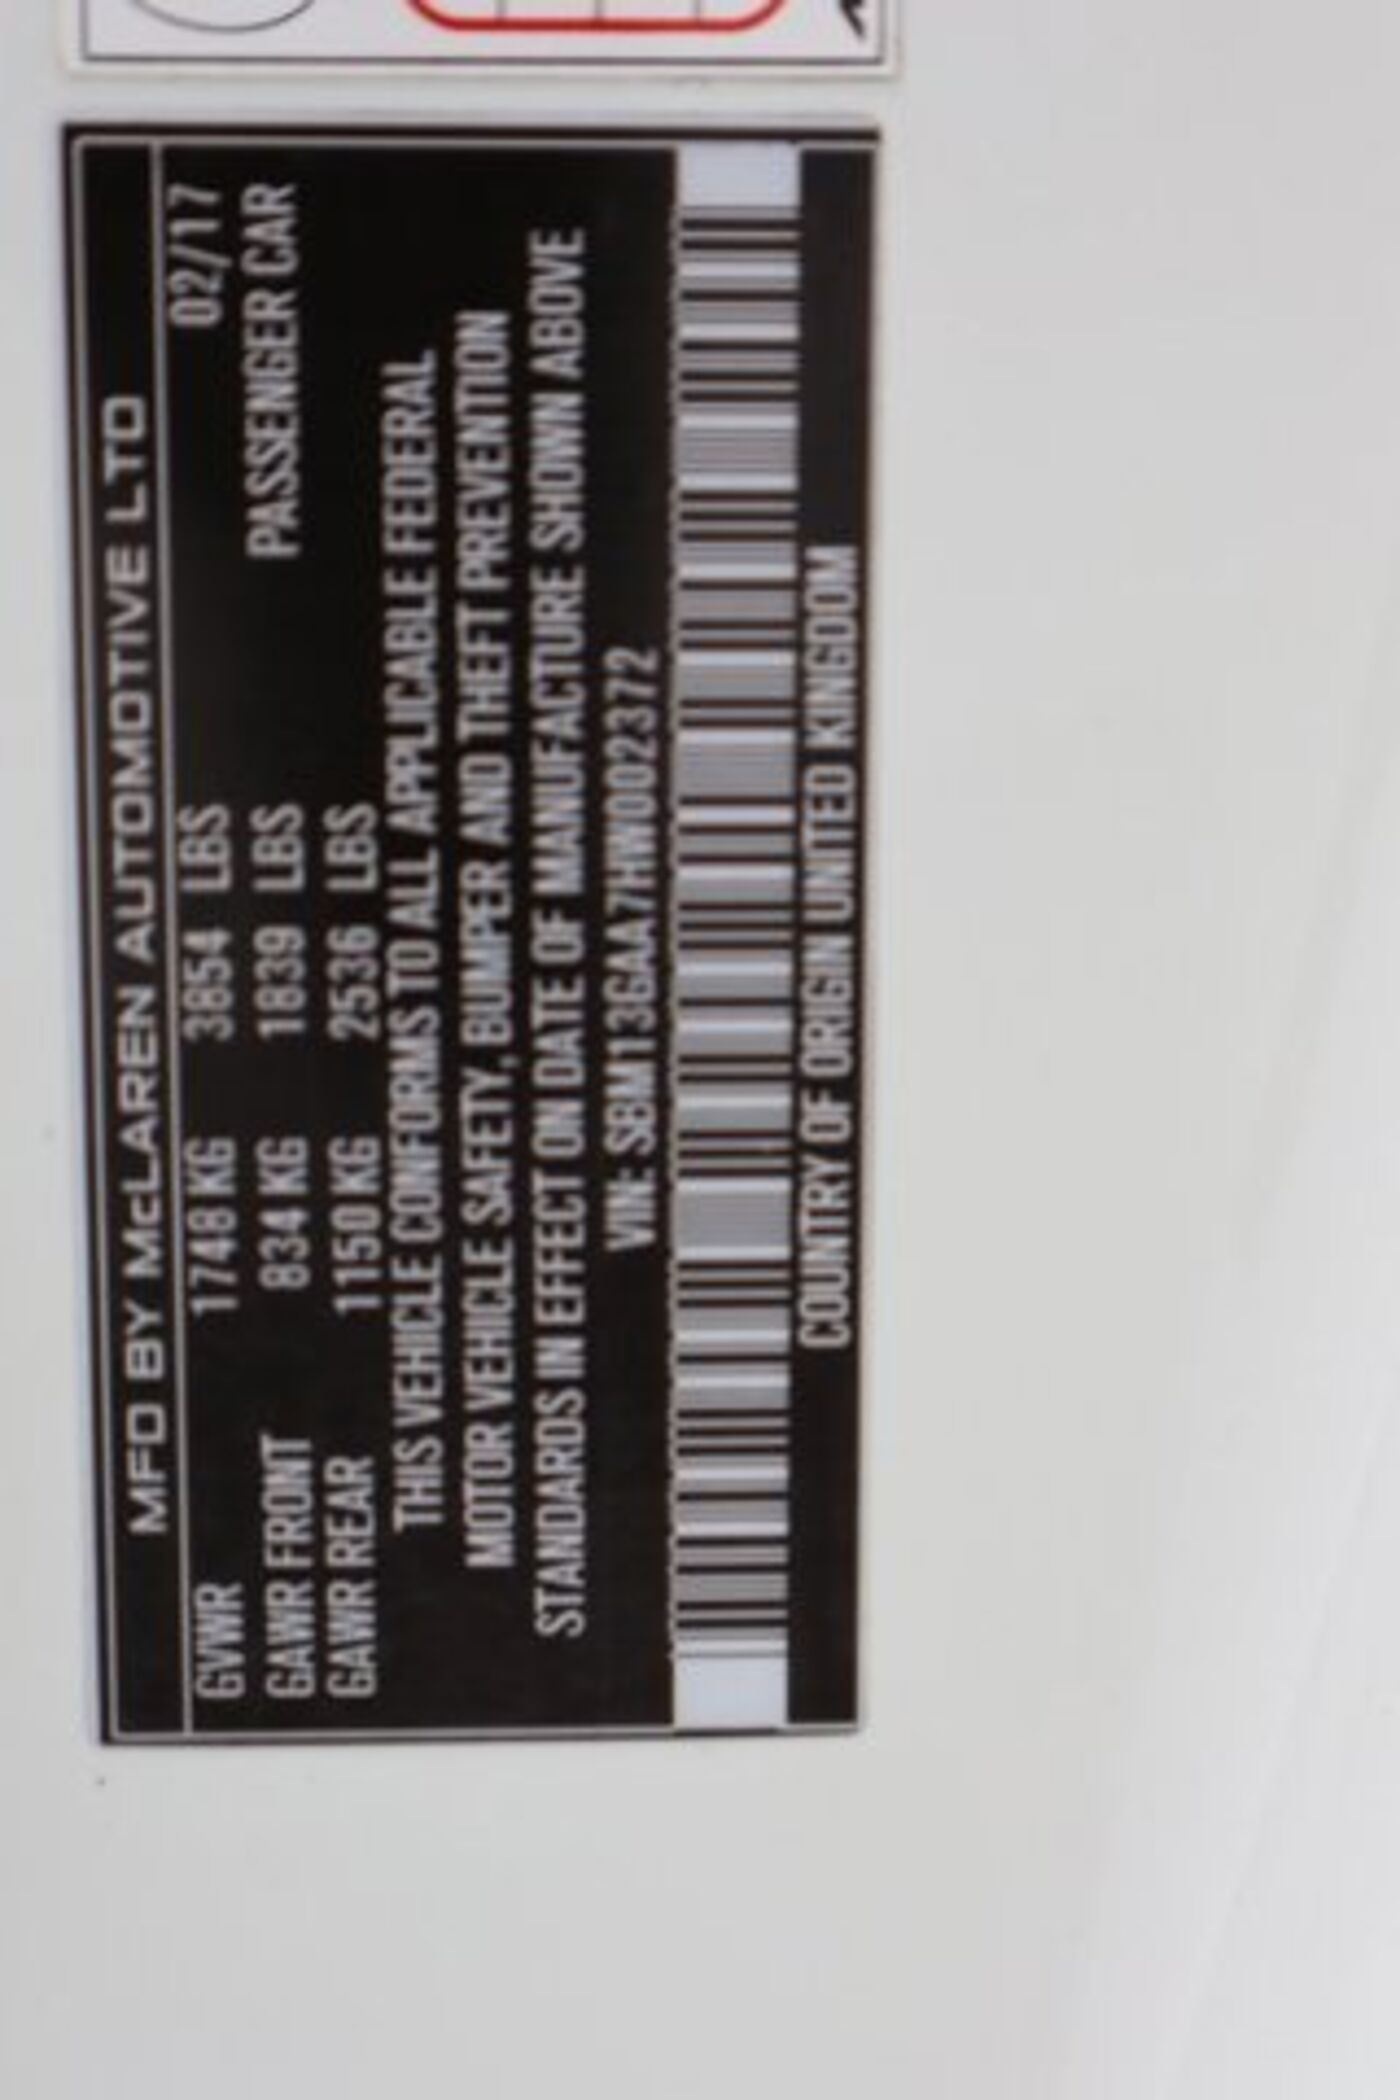 MFD BY McLAREN AUTOMOTIVE LTD
GVWR 1748 KG 3854 LBS 02/17
GAWR FRONT 834 KG 1839 LBS PASSENGER CAR
GAWR REAR 1150 KG 2536 LBS
THIS VEHICLE CONFORMS TO ALL APPLICABLE FEDERAL
MOTOR VEHICLE SAFETY, BUMPER AND THEFT PREVENTION
STANDARDS IN EFFECT ON DATE OF MANUFACTURE SHOWN ABOVE
VIN: SBM13GAA7HW002372
COUNTRY OF ORIGIN UNITED KINGDOM